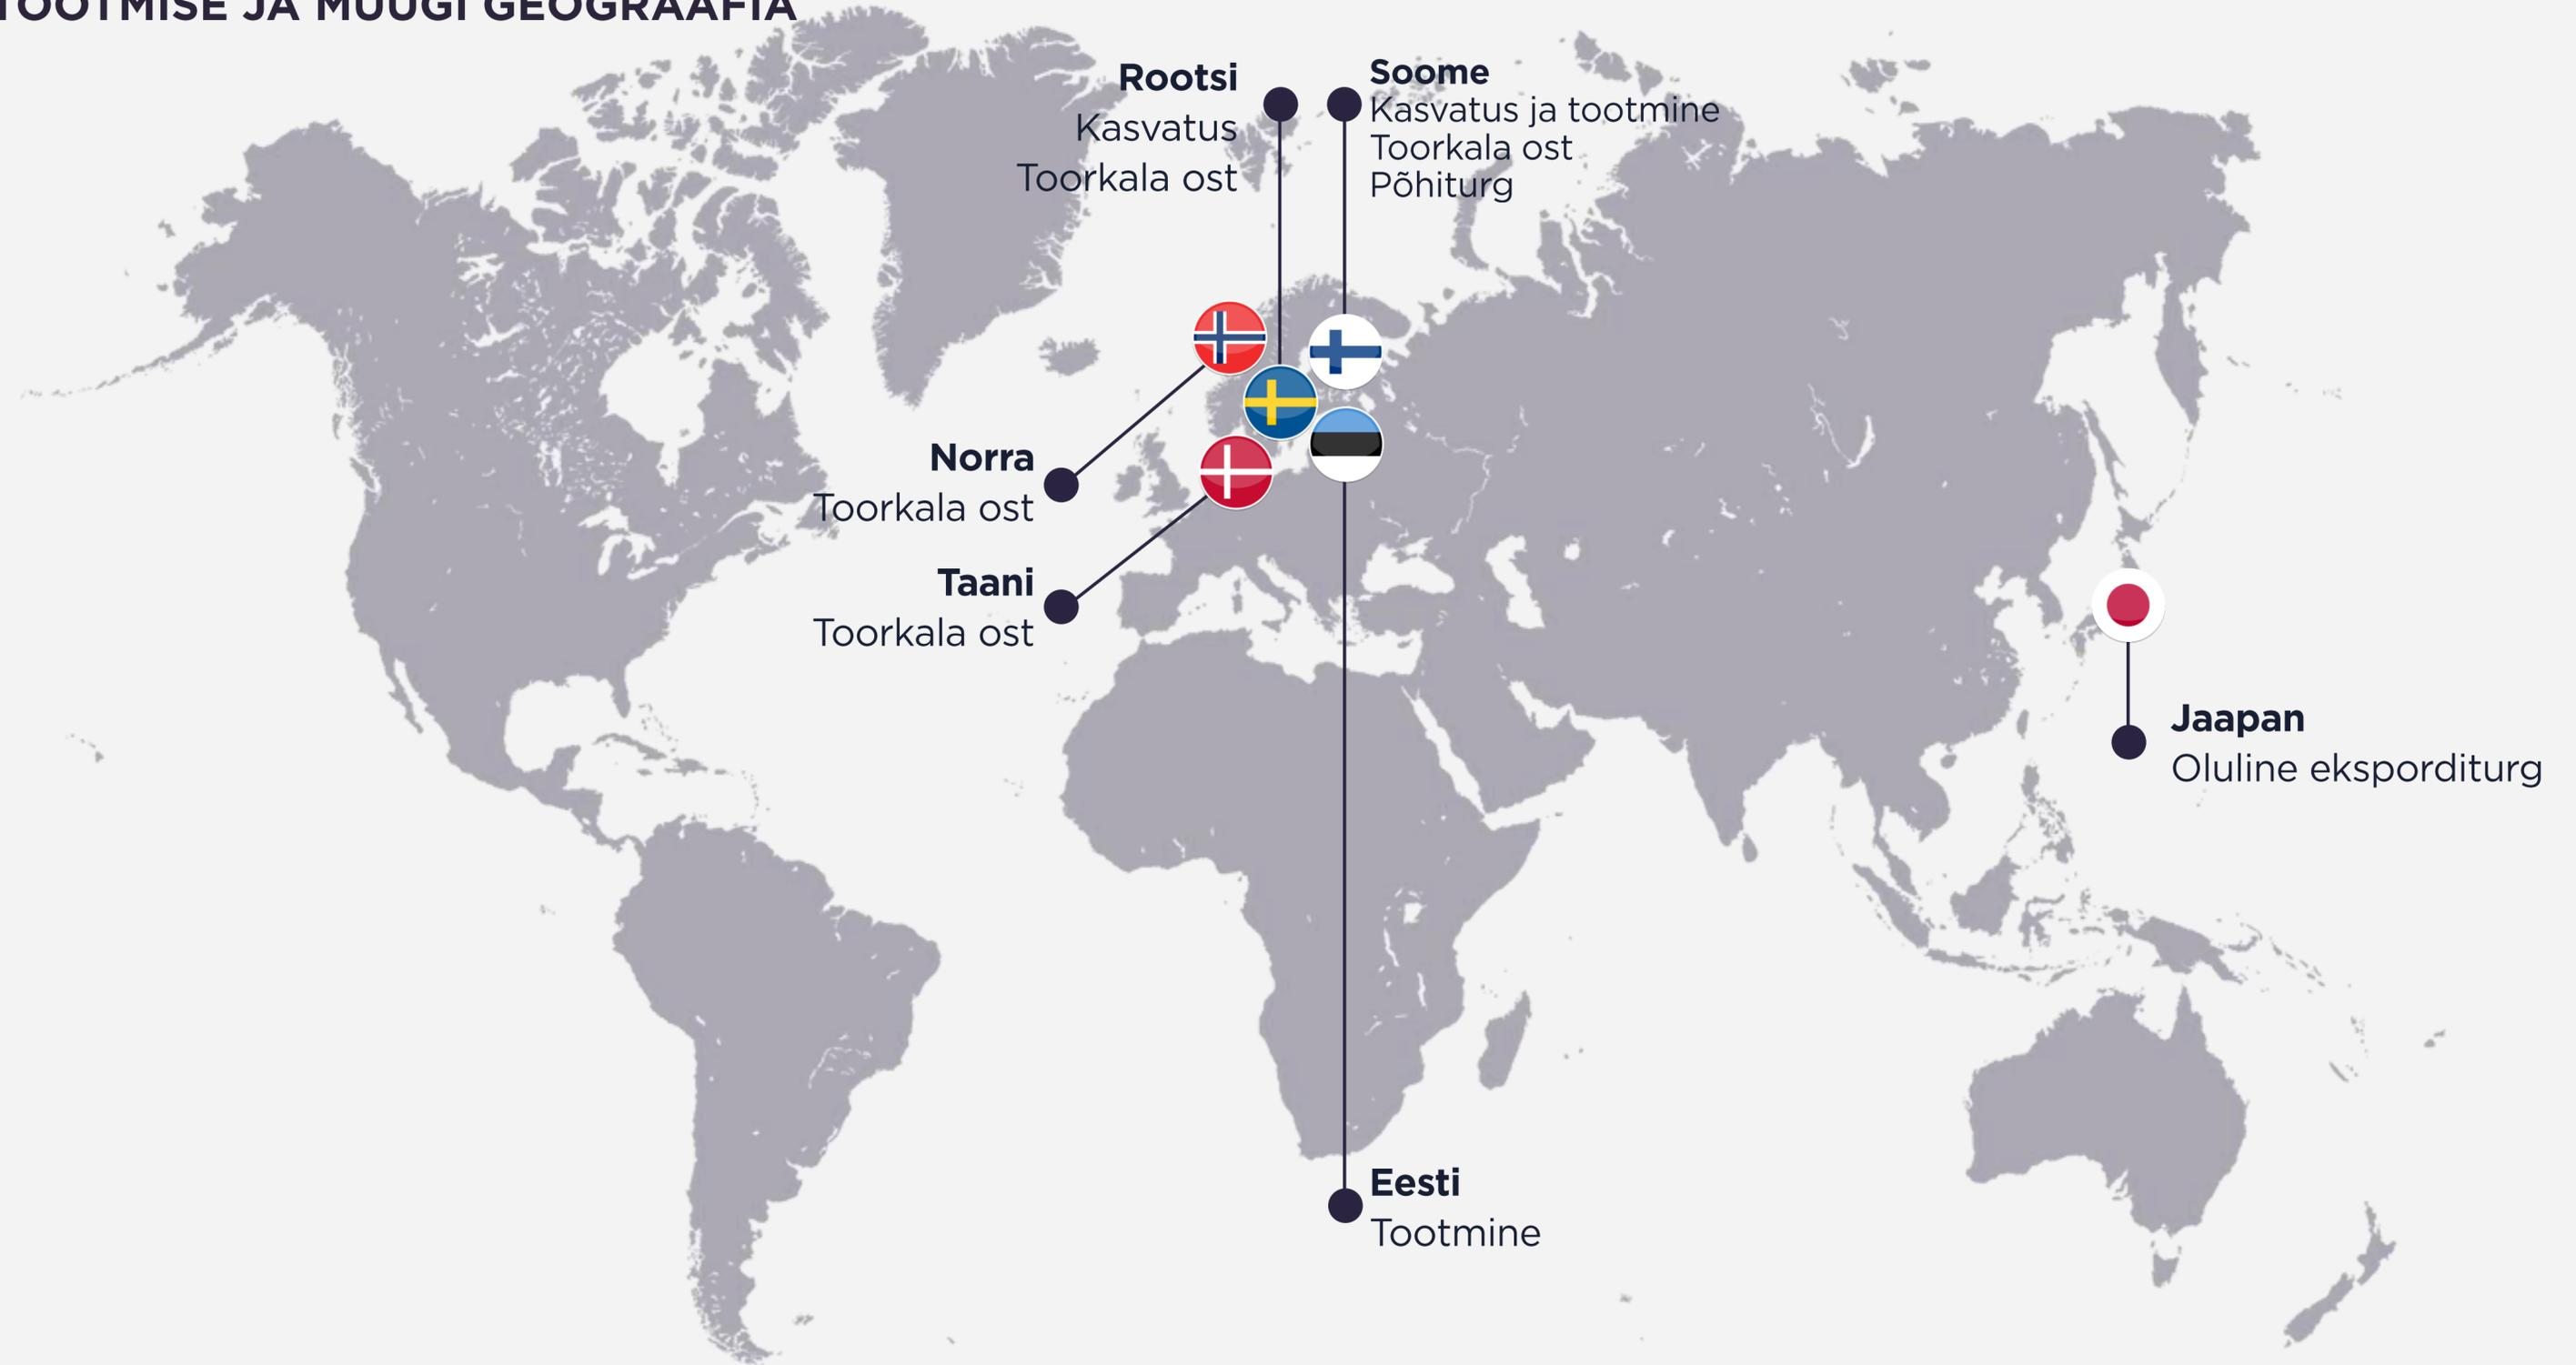 TOOTMISE JA MÜÜGI GEOGRAAFIA
Rootsi
Kasvatus
Toorkala ost
Soome
Kasvatus ja tootmine
Toorkala ost
Põhiturg
Norra
Toorkala ost
Taani
Toorkala ost
Jaapan
Oluline eksporditurg
Eesti
Tootmine